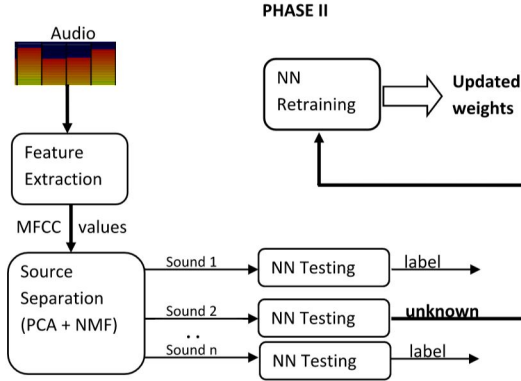 PHASE II
Audio
NN
Retraining
Updated
weights
Feature
Extraction
MFCC values
Source
Separation
(PCA + NMF)
Sound 1
NN Testing
label
Sound 2
NN Testing
unknown
. .
Sound n
NN Testing
label